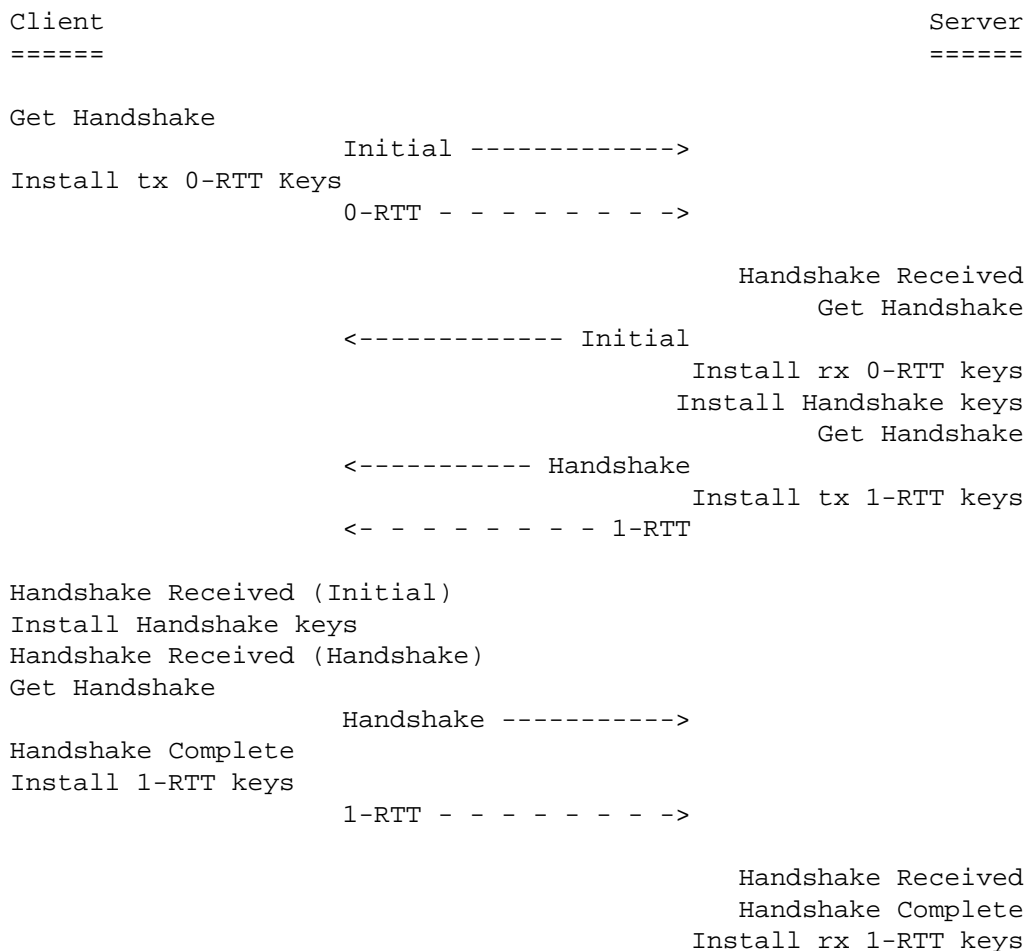 Client Server
====== ======
Get Handshake
Initial ------------->
Install tx 0-RTT Keys
0-RTT - - - - - - - ->
Handshake Received
Get Handshake
<------------- Initial
Install rx 0-RTT keys
Install Handshake keys
Get Handshake
<----------- Handshake
Install tx 1-RTT keys
<- - - - - - - - 1-RTT
Handshake Received (Initial)
Install Handshake keys
Handshake Received (Handshake)
Get Handshake
Handshake ----------->
Handshake Complete
Install 1-RTT keys
1-RTT - - - - - - - ->
Handshake Received
Handshake Complete
Install rx 1-RTT keys